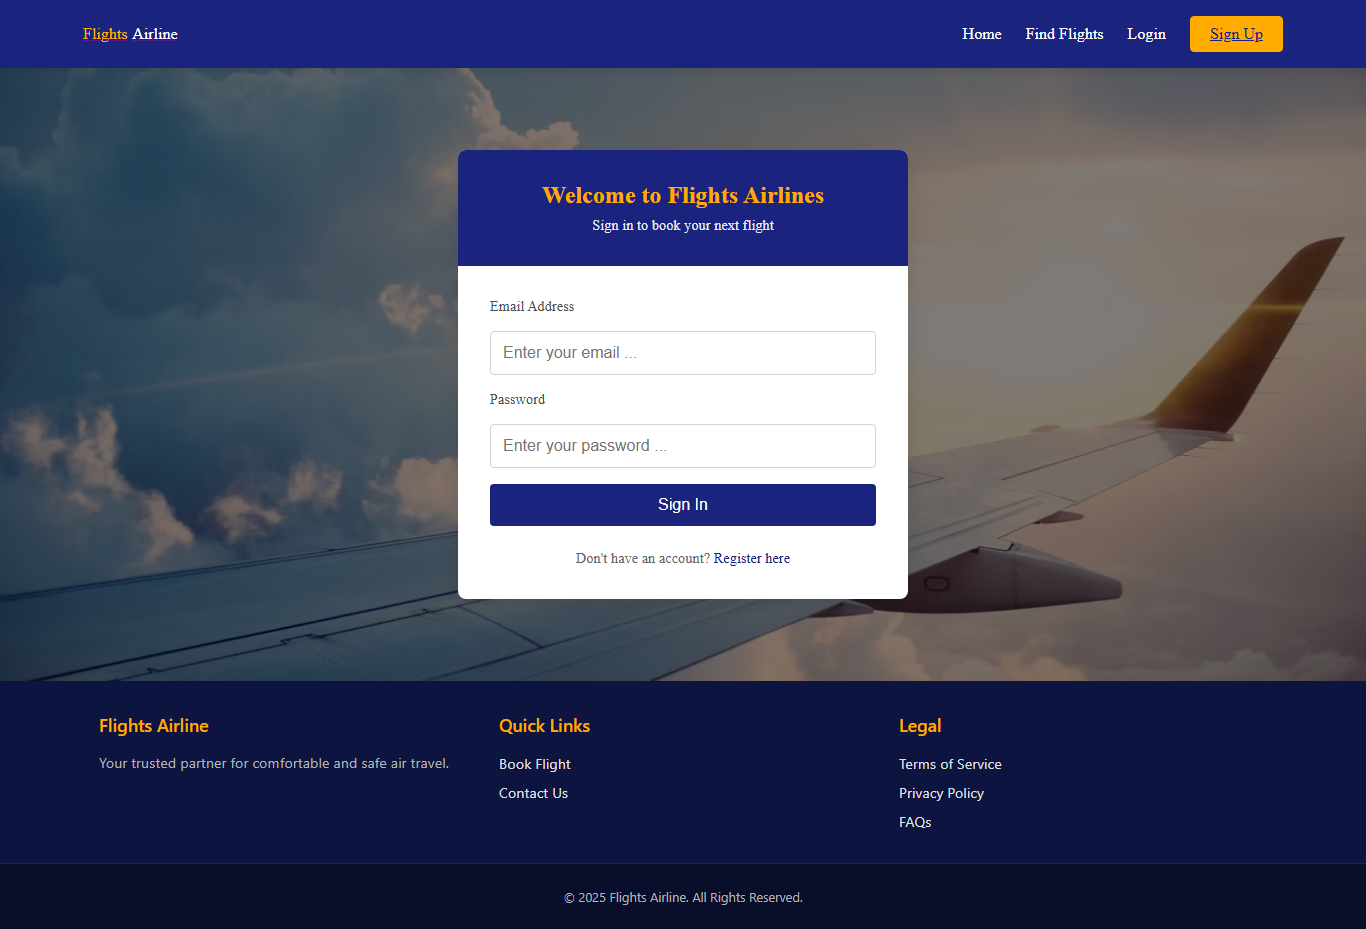 Flights Airline
Home Find Flights Login Sign Up
Welcome to Flights Airlines
Sign in to book your next flight
Email Address
Enter your email ...
Password
Enter your password ...
Sign In
Don't have an account? Register here
Flights Airline
Your trusted partner for comfortable and safe air travel.
Quick Links
Book Flight
Contact Us
Legal
Terms of Service
Privacy Policy
FAQs
© 2025 Flights Airline. All Rights Reserved.